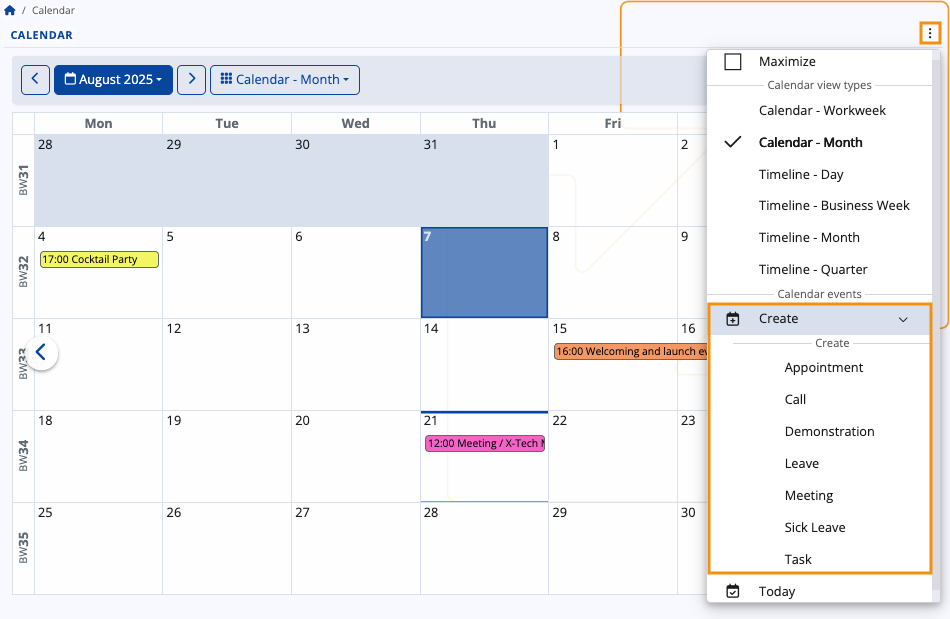 / Calendar
CALENDAR
August 2025
Calendar - Month
Mon Tue Wed Thu Fri
BW31
28 29 30 31 1 2
BW32
4 5 6 7 8 9
17:00 Cocktail Party
BW33
11 12 13 14 15 16
16:00 Welcoming and launch ev
BW34
18 19 20 21 22 23
12:00 Meeting / X-Tech
BW35
25 26 27 28 29 30
Maximize
Calendar view types
Calendar - Workweek
Calendar - Month
Timeline - Day
Timeline - Business Week
Timeline - Month
Timeline - Quarter
Calendar events
Create
Create
Appointment
Call
Demonstration
Leave
Meeting
Sick Leave
Task
Today